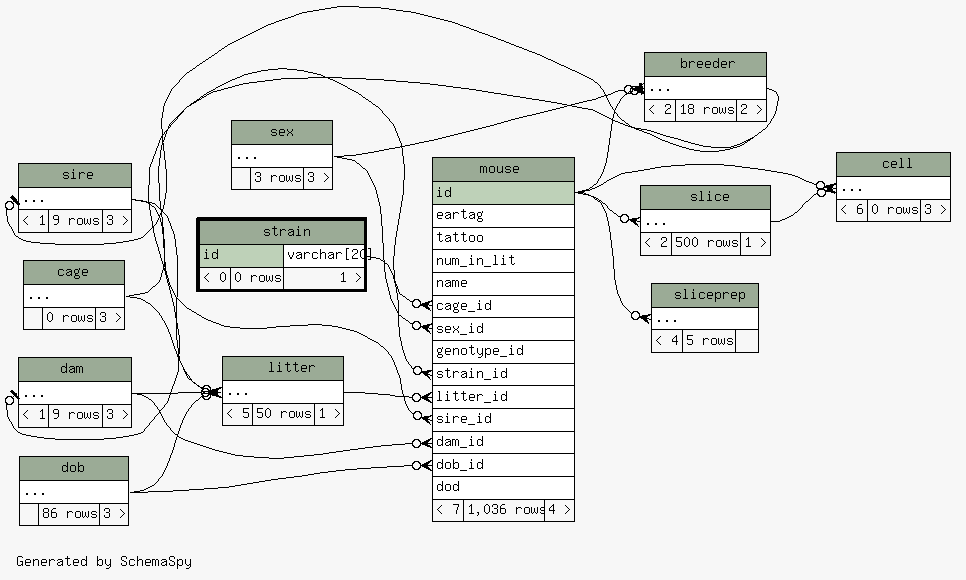 breeder
...
< 2 18 rows 2 >
sex
...
3 rows 3 >
mouse
id
eartag
tattoo
num_in_lit
name
cage_id
sex_id
genotype_id
strain_id
litter_id
sire_id
dam_id
dob_id
dod
< 7 1,036 rows 4 >
cell
...
< 6 0 rows 3 >
sire
...
< 1 9 rows 3 >
slice
...
< 2 500 rows 1 >
strain
id varchar[20]
< 0 0 rows 1 >
cage
...
0 rows 3 >
sliceprep
...
< 4 5 rows
dam
...
< 1 9 rows 3 >
litter
...
< 5 50 rows 1 >
dob
...
86 rows 3 >
Generated by SchemaSpy